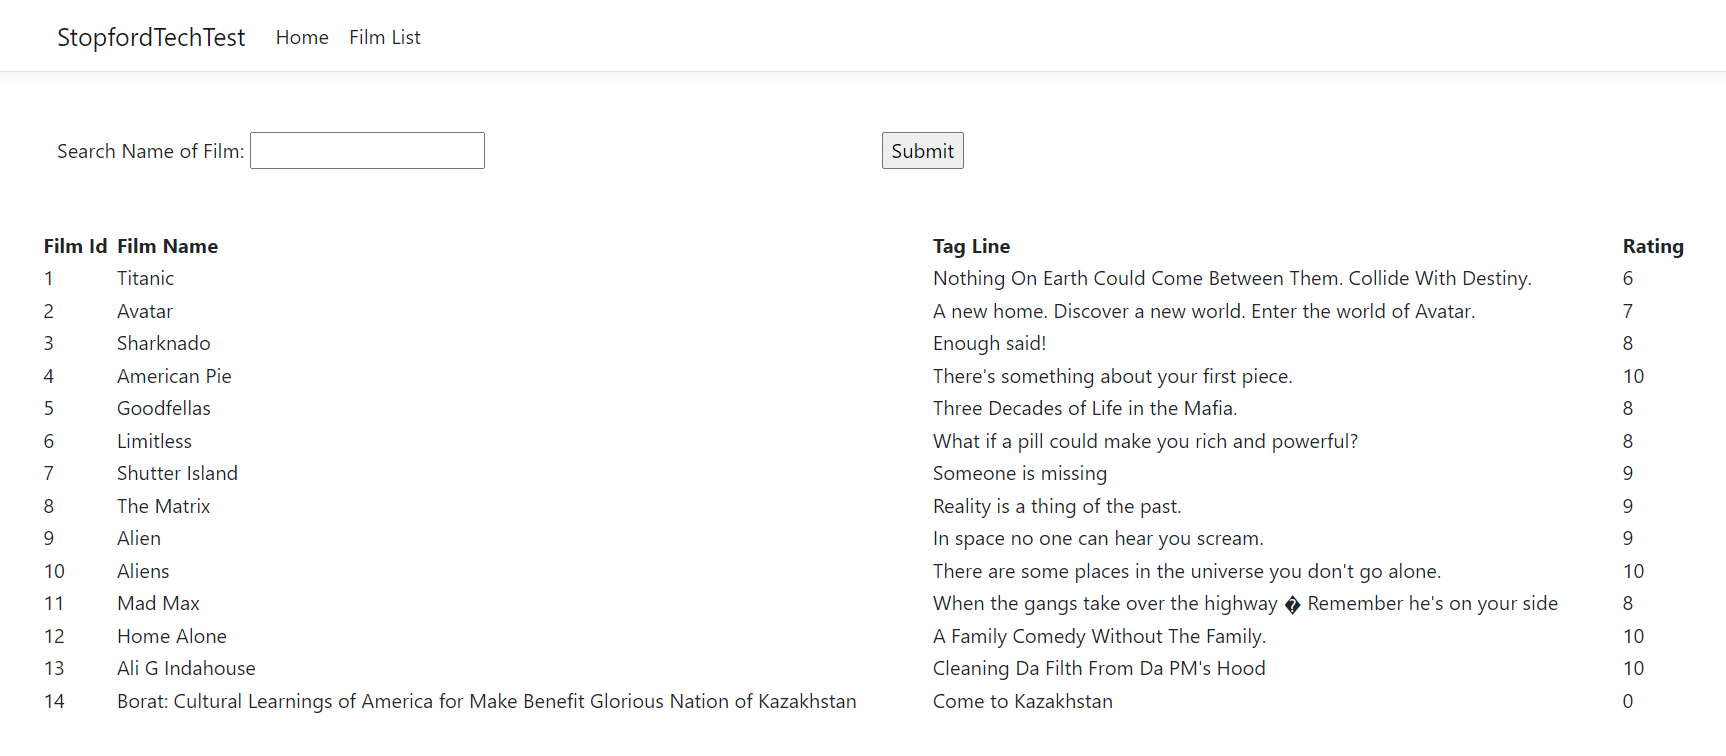 StopfordTechTest Home Film List
Search Name of Film: Submit
Film Id Film Name Tag Line Rating
1 Titanic Nothing On Earth Could Come Between Them. Collide With Destiny. 6
2 Avatar A new home. Discover a new world. Enter the world of Avatar. 7
3 Sharknado Enough said! 8
4 American Pie There's something about your first piece. 10
5 Goodfellas Three Decades of Life in the Mafia. 8
6 Limitless What if a pill could make you rich and powerful? 8
7 Shutter Island Someone is missing 9
8 The Matrix Reality is a thing of the past. 9
9 Alien In space no one can hear you scream. 9
10 Aliens There are some places in the universe you don't go alone. 10
11 Mad Max When the gangs take over the highway � Remember he's on your side 8
12 Home Alone A Family Comedy Without The Family. 10
13 Ali G Indahouse Cleaning Da Filth From Da PM's Hood 10
14 Borat: Cultural Learnings of America for Make Benefit Glorious Nation of Kazakhstan Come to Kazakhstan 0